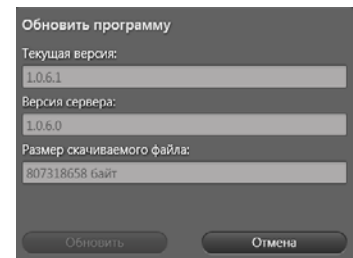 Обновить программу
Текущая версия:
1.0.6.1
Версия сервера:
1.0.6.0
Размер скачиваемого файла:
807318658 байт
Обновить
Отмена